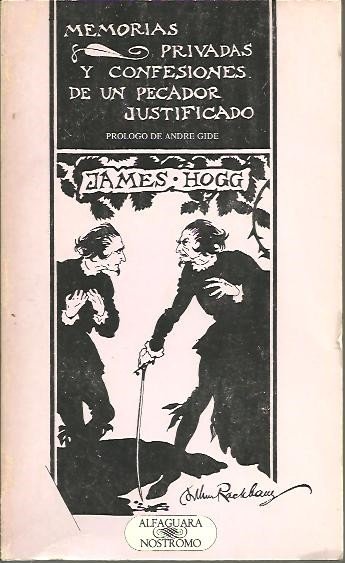 MEMORIAS
PRIVADAS
Y CONFESIONES
DE UN PECADOR
JUSTIFICADO
PROLOGO DE ANDRE GIDE
JAMES · HOGG
Arthur Rackham
ALFAGUARA
NOSTROMO